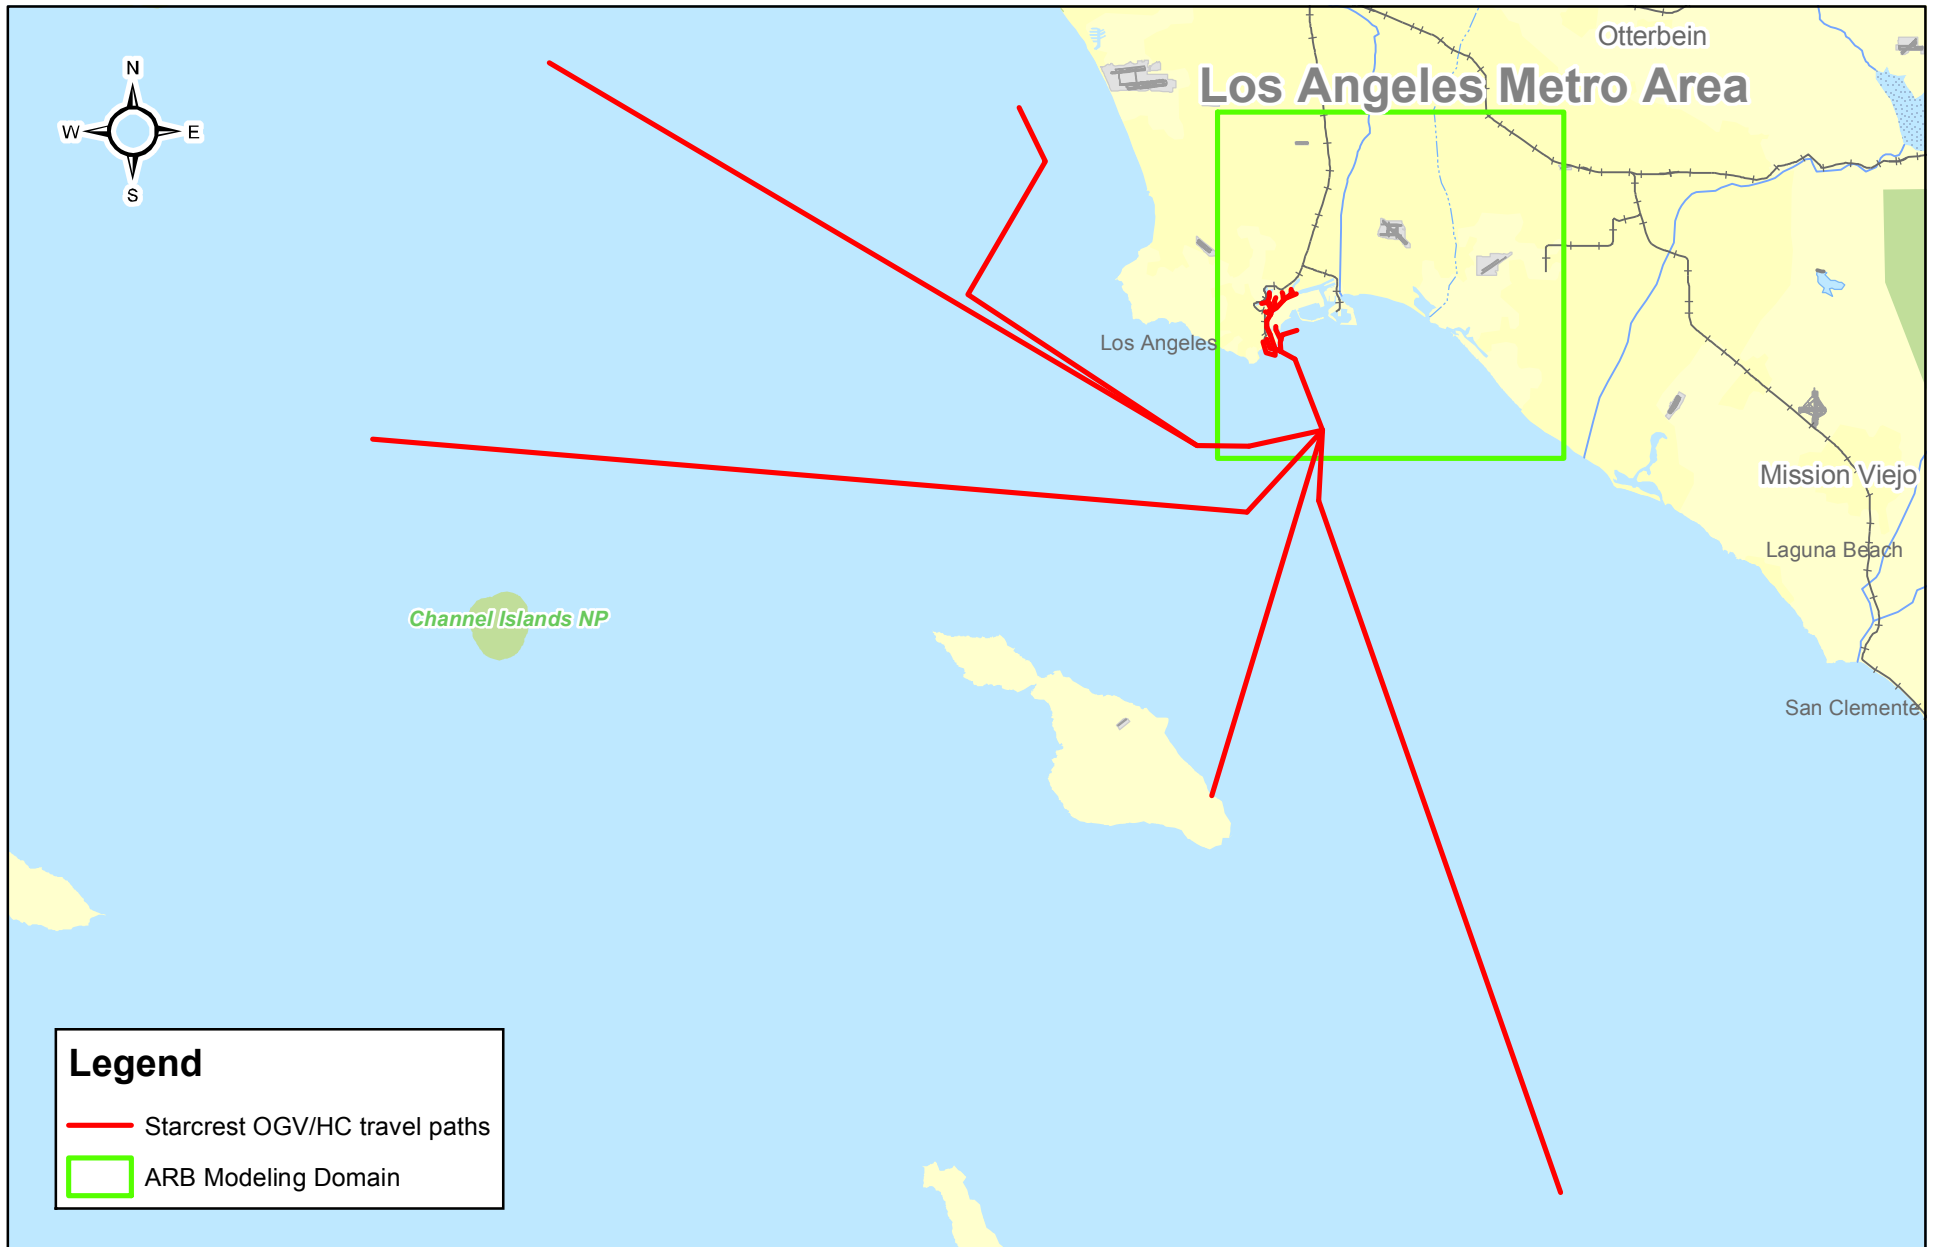 Otterbein
Los Angeles Metro Area
N
W
E
S
Los Angeles
Mission Viejo
Laguna Beach
Channel Islands NP
San Clemente
Legend
Starcrest OGV/HC travel paths
ARB Modeling Domain